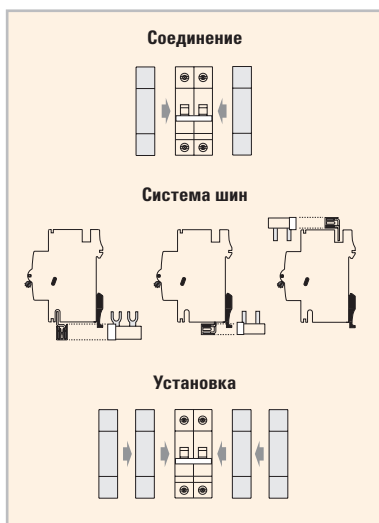 Соединение
Система шин
Установка